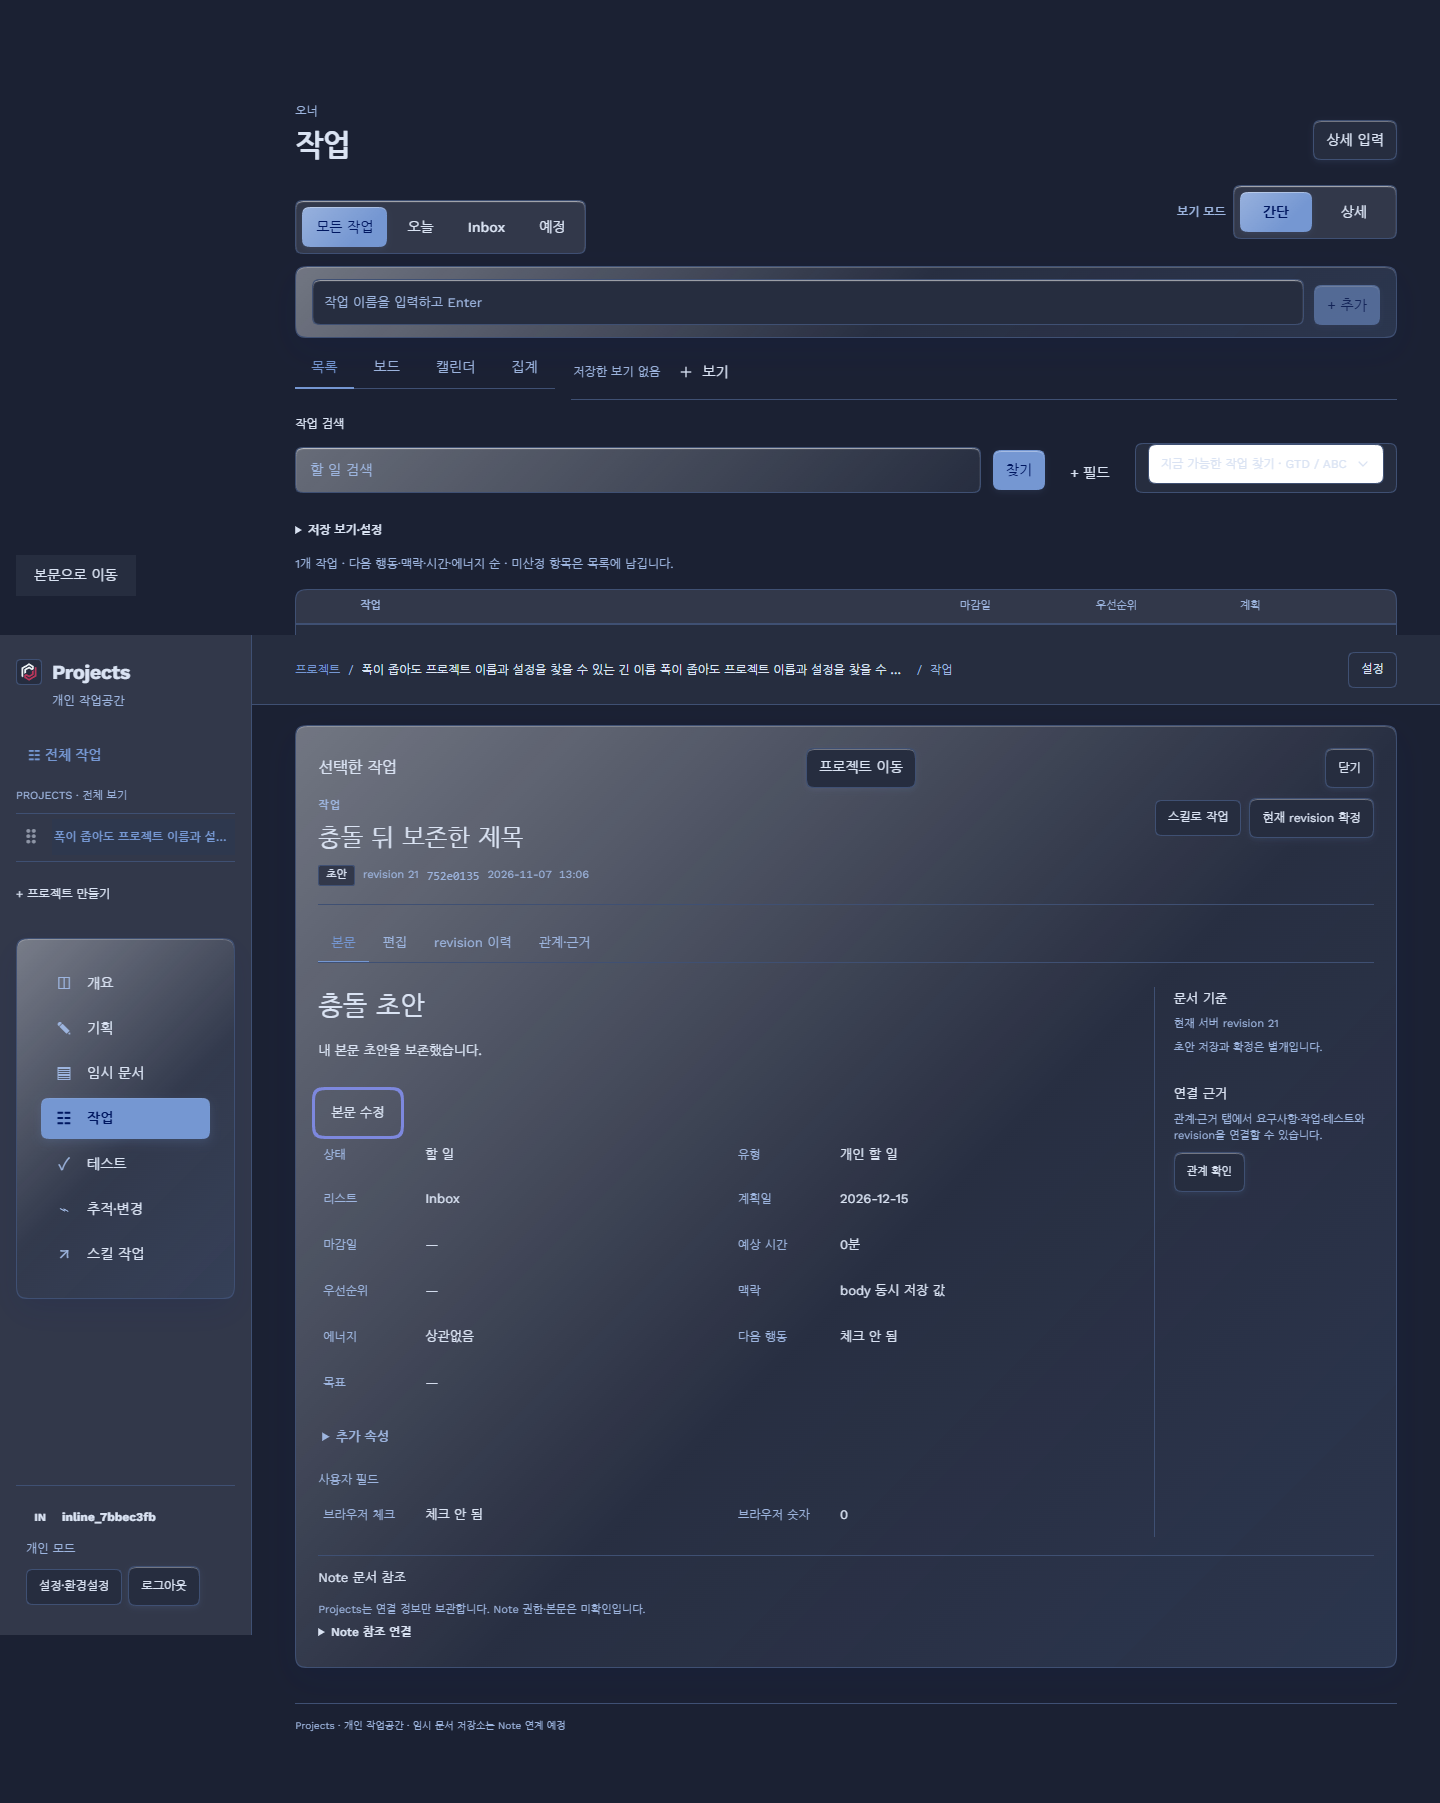 오너
작업
상세 입력
모든 작업
오늘
Inbox
예정
보기 모드
간단
상세
작업 이름을 입력하고 Enter
+ 추가
목록
보드
캘린더
집계
저장한 보기 없음
+ 보기
작업 검색
할 일 검색
찾기
+ 필드
지금 가능한 작업 찾기 · GTD / ABC
▶ 저장 보기·설정
1개 작업 · 다음 행동·맥락·시간·에너지 순 · 미산정 항목은 목록에 남깁니다.
작업
마감일
우선순위
계획
본문으로 이동
Projects
개인 작업공간
전체 작업
PROJECTS · 전체 보기
폭이 좁아도 프로젝트 이름과 설...
+ 프로젝트 만들기
개요
기획
임시 문서
작업
테스트
추적·변경
스킬 작업
IN
inline_7bbec3fb
개인 모드
설정·환경설정
로그아웃
프로젝트 / 폭이 좁아도 프로젝트 이름과 설정을 찾을 수 있는 긴 이름 폭이 좁아도 프로젝트 이름과 설정을 찾을 수 ... / 작업
설정
선택한 작업
프로젝트 이동
닫기
작업
충돌 뒤 보존한 제목
스킬로 작업
현재 revision 확정
초안
revision 21
752e0135
2026-11-07 13:06
본문
편집
revision 이력
관계·근거
충돌 초안
내 본문 초안을 보존했습니다.
본문 수정
상태
할 일
유형
개인 할 일
리스트
Inbox
계획일
2026-12-15
마감일
—
예상 시간
0분
우선순위
—
맥락
body 동시 저장 값
에너지
상관없음
다음 행동
체크 안 됨
목표
—
▶ 추가 속성
사용자 필드
브라우저 체크
체크 안 됨
브라우저 숫자
0
문서 기준
현재 서버 revision 21
초안 저장과 확정은 별개입니다.
연결 근거
관계·근거 탭에서 요구사항·작업·테스트와
revision을 연결할 수 있습니다.
관계 확인
Note 문서 참조
Projects는 연결 정보만 보관합니다. Note 권한·본문은 미확인입니다.
▶ Note 참조 연결
Projects · 개인 작업공간 · 임시 문서 저장소는 Note 연계 예정